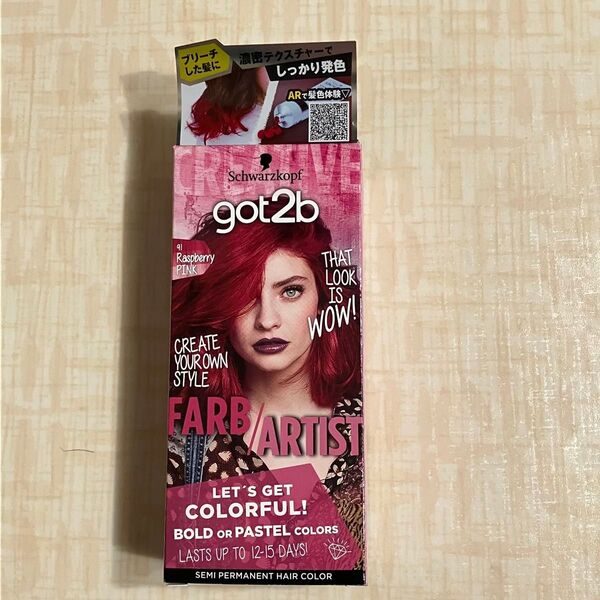 ブリーチ
した髪に
濃密テクスチャーで
しっかり発色
ARで髪色体験▽
CREATIVE
Schwarzkopf
got2b
91
Raspberry
PINK
THAT
LOOK
IS
WOW!
CREATE
YOUR OWN
STYLE
FARB/ARTIST
LET´S GET
COLORFUL!
BOLD OR PASTEL COLORS
LASTS UP TO 12-15 DAYS!
SEMI PERMANENT HAIR COLOR